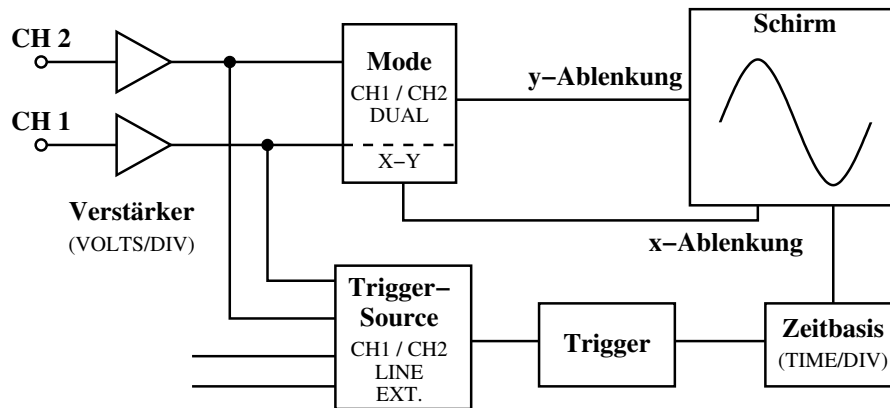 CH 2
CH 1
Verstärker
(VOLTS/DIV)
Mode
CH1 / CH2
DUAL
X−Y
y−Ablenkung
Schirm
x−Ablenkung
Trigger−
Source
CH1 / CH2
LINE
EXT.
Trigger
Zeitbasis
(TIME/DIV)